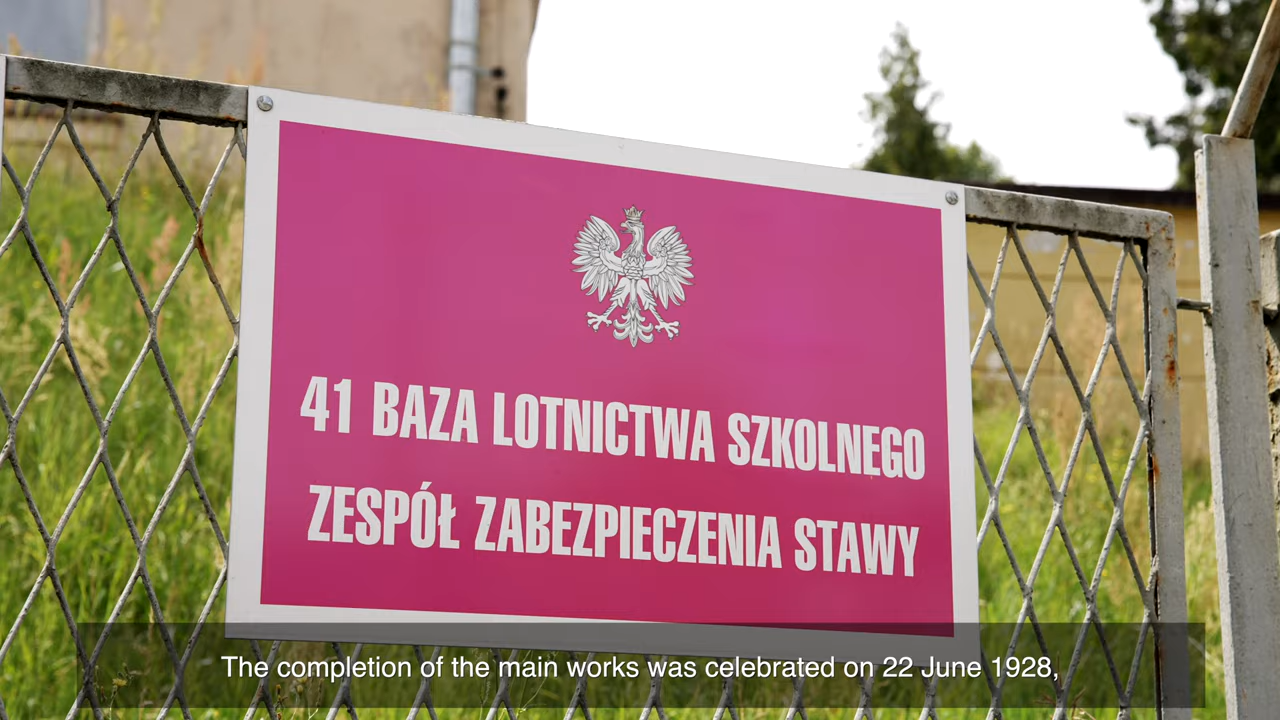 41 BAZA LOTNICTWA SZKOLNEGO
ZESPÓŁ ZABEZPIECZENIA STAWY
The completion of the main works was celebrated on 22 June 1928,